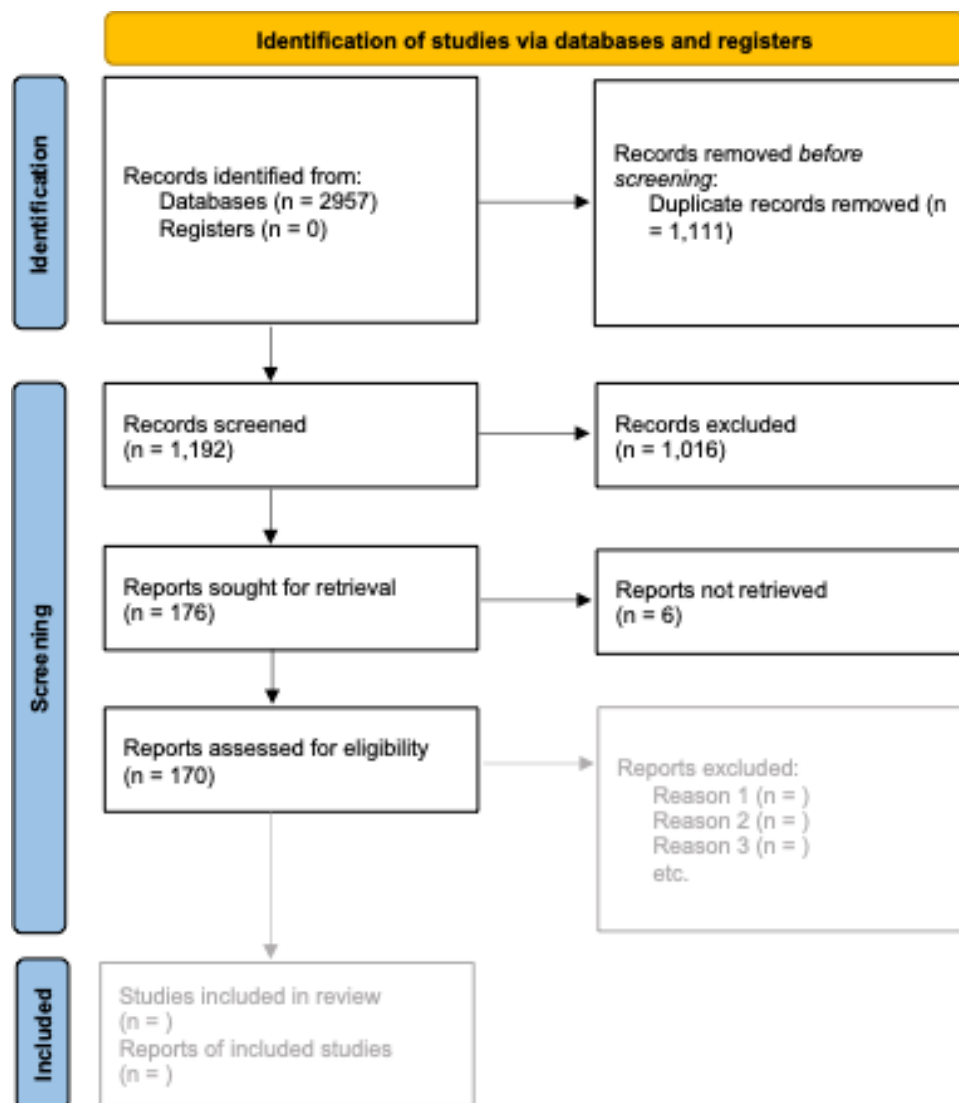 Identification of studies via databases and registers
Identification
Records identified from:
Databases (n = 2957)
Registers (n = 0)
Records removed before
screening:
Duplicate records removed (n
= 1,111)
Screening
Records screened
(n = 1,192)
Records excluded
(n = 1,016)
Reports sought for retrieval
(n = 176)
Reports not retrieved
(n = 6)
Reports assessed for eligibility
(n = 170)
Reports excluded:
Reason 1 (n = )
Reason 2 (n = )
Reason 3 (n = )
etc.
Included
Studies included in review
(n = )
Reports of included studies
(n = )